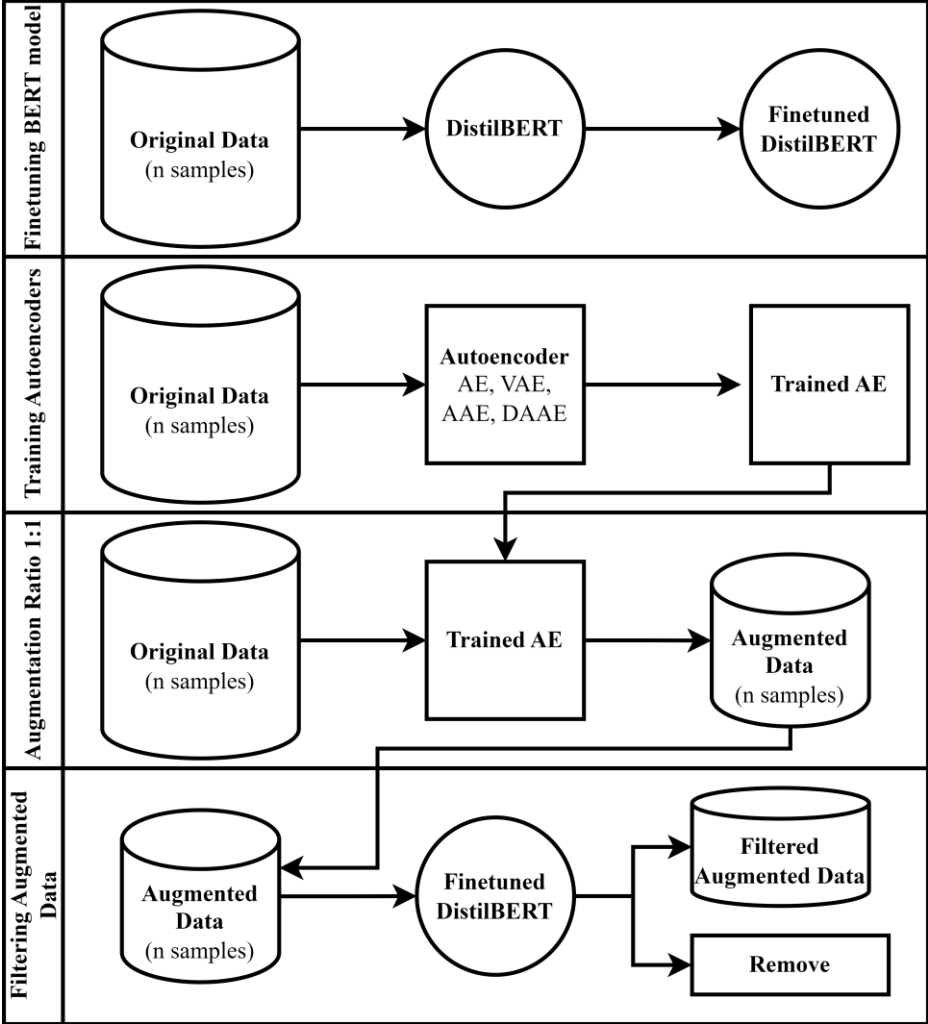 Finetuning BERT model
Original Data
(n samples)
DistilBERT
Finetuned
DistilBERT
Training Autoencoders
Original Data
(n samples)
Autoencoder
AE, VAE,
AAE, DAAE
Trained AE
Augmentation Ratio 1:1
Original Data
(n samples)
Trained AE
Augmented
Data
(n samples)
Filtering Augmented
Data
Augmented
Data
(n samples)
Finetuned
DistilBERT
Filtered
Augmented Data
Remove